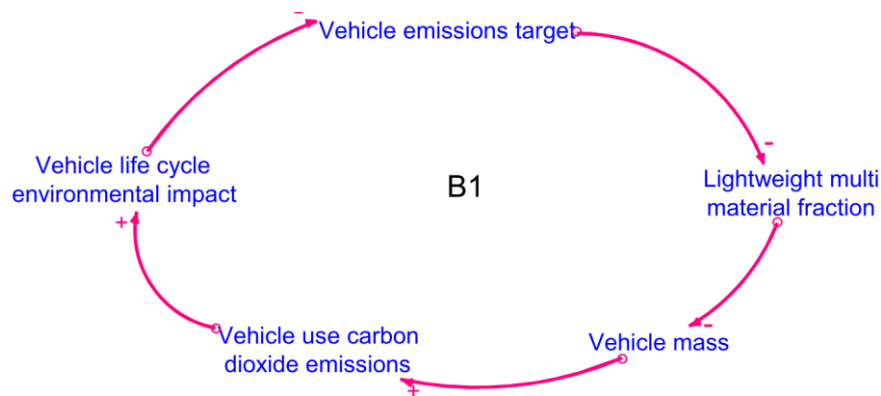 -
Vehicle emissions target
-
Vehicle life cycle
environmental impact
+
B1
Lightweight multi
material fraction
-
Vehicle mass
Vehicle use carbon
dioxide emissions
+